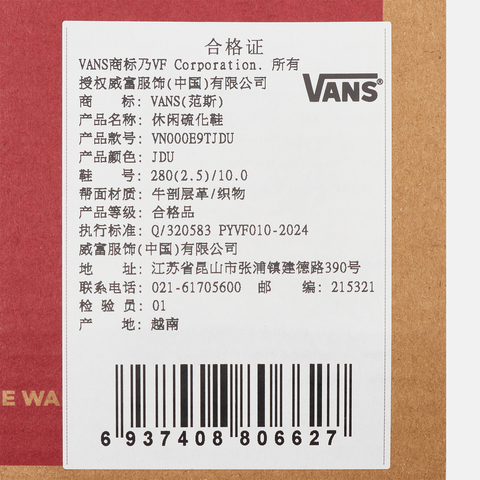 合格证
VANS商标乃VF Corporation. 所有
授权威富服饰(中国)有限公司
VANS®
商 标: VANS(范斯)
产品名称: 休闲硫化鞋
产品款号: VN000E9TJDU
产品颜色: JDU
鞋 号: 280(2.5)/10.0
帮面材质: 牛剖层革/织物
产品等级: 合格品
执行标准: Q/320583 PYVF010-2024
威富服饰(中国)有限公司
地 址: 江苏省昆山市张浦镇建德路390号
联系电话: 021-61705600 邮 编: 215321
检 验 员: 01
产 地: 越南
E WA
6 937408 806627